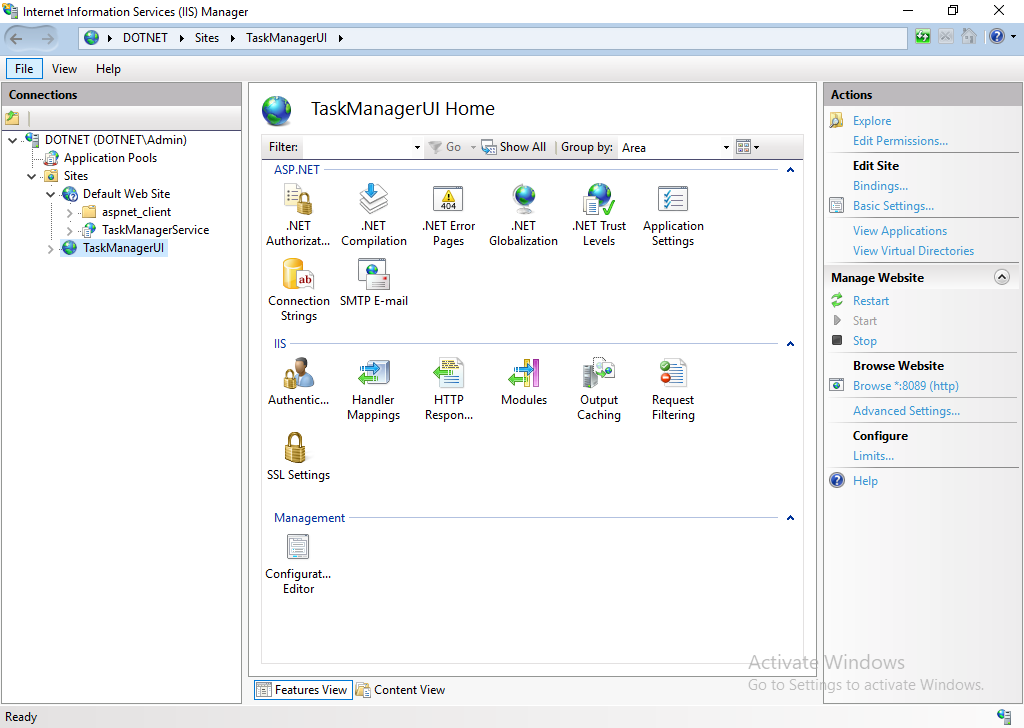 Internet Information Services (IIS) Manager
DOTNET
Sites
TaskManagerUI
File View Help
Connections
DOTNET (DOTNET\Admin)
Application Pools
Sites
Default Web Site
aspnet_client
TaskManagerService
TaskManagerUI
TaskManagerUI Home
Filter: Go Show All Group by: Area
ASP.NET
.NET Authorizat...
.NET Compilation
404
.NET Error Pages
.NET Globalization
.NET Trust Levels
Application Settings
ab
Connection Strings
SMTP E-mail
IIS
Authentic...
Handler Mappings
HTTP Respon...
Modules
Output Caching
Request Filtering
SSL Settings
Management
Configurat... Editor
Features View
Content View
Actions
Explore
Edit Permissions...
Edit Site
Bindings...
Basic Settings...
View Applications
View Virtual Directories
Manage Website
Restart
Start
Stop
Browse Website
Browse *:8089 (http)
Advanced Settings...
Configure
Limits...
Help
Activate Windows
Go to Settings to activate Windows.
Ready